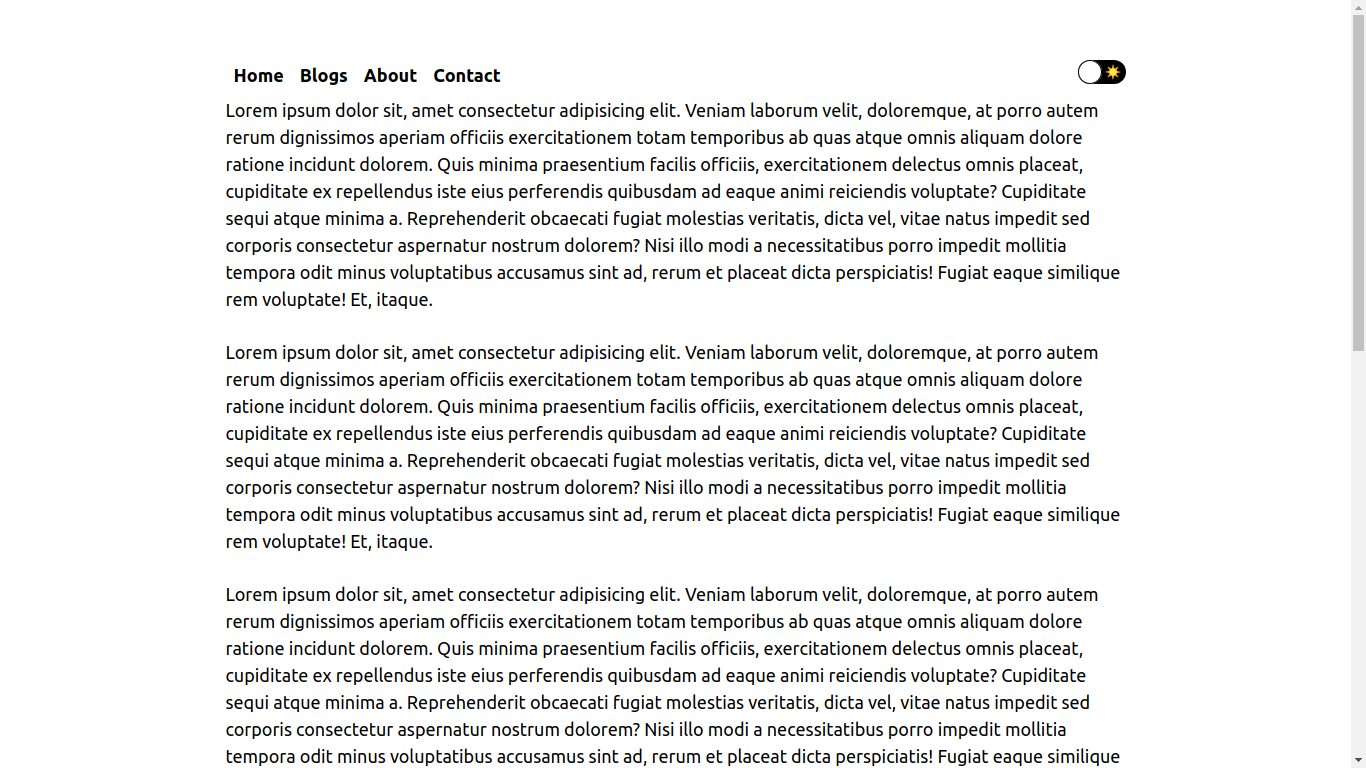 Home Blogs About Contact
Lorem ipsum dolor sit, amet consectetur adipisicing elit. Veniam laborum velit, doloremque, at porro autem
rerum dignissimos aperiam officiis exercitationem totam temporibus ab quas atque omnis aliquam dolore
ratione incidunt dolorem. Quis minima praesentium facilis officiis, exercitationem delectus omnis placeat,
cupiditate ex repellendus iste eius perferendis quibusdam ad eaque animi reiciendis voluptate? Cupiditate
sequi atque minima a. Reprehenderit obcaecati fugiat molestias veritatis, dicta vel, vitae natus impedit sed
corporis consectetur aspernatur nostrum dolorem? Nisi illo modi a necessitatibus porro impedit mollitia
tempora odit minus voluptatibus accusamus sint ad, rerum et placeat dicta perspiciatis! Fugiat eaque similique
rem voluptate! Et, itaque.
Lorem ipsum dolor sit, amet consectetur adipisicing elit. Veniam laborum velit, doloremque, at porro autem
rerum dignissimos aperiam officiis exercitationem totam temporibus ab quas atque omnis aliquam dolore
ratione incidunt dolorem. Quis minima praesentium facilis officiis, exercitationem delectus omnis placeat,
cupiditate ex repellendus iste eius perferendis quibusdam ad eaque animi reiciendis voluptate? Cupiditate
sequi atque minima a. Reprehenderit obcaecati fugiat molestias veritatis, dicta vel, vitae natus impedit sed
corporis consectetur aspernatur nostrum dolorem? Nisi illo modi a necessitatibus porro impedit mollitia
tempora odit minus voluptatibus accusamus sint ad, rerum et placeat dicta perspiciatis! Fugiat eaque similique
rem voluptate! Et, itaque.
Lorem ipsum dolor sit, amet consectetur adipisicing elit. Veniam laborum velit, doloremque, at porro autem
rerum dignissimos aperiam officiis exercitationem totam temporibus ab quas atque omnis aliquam dolore
ratione incidunt dolorem. Quis minima praesentium facilis officiis, exercitationem delectus omnis placeat,
cupiditate ex repellendus iste eius perferendis quibusdam ad eaque animi reiciendis voluptate? Cupiditate
sequi atque minima a. Reprehenderit obcaecati fugiat molestias veritatis, dicta vel, vitae natus impedit sed
corporis consectetur aspernatur nostrum dolorem? Nisi illo modi a necessitatibus porro impedit mollitia
tempora odit minus voluptatibus accusamus sint ad, rerum et placeat dicta perspiciatis! Fugiat eaque similique